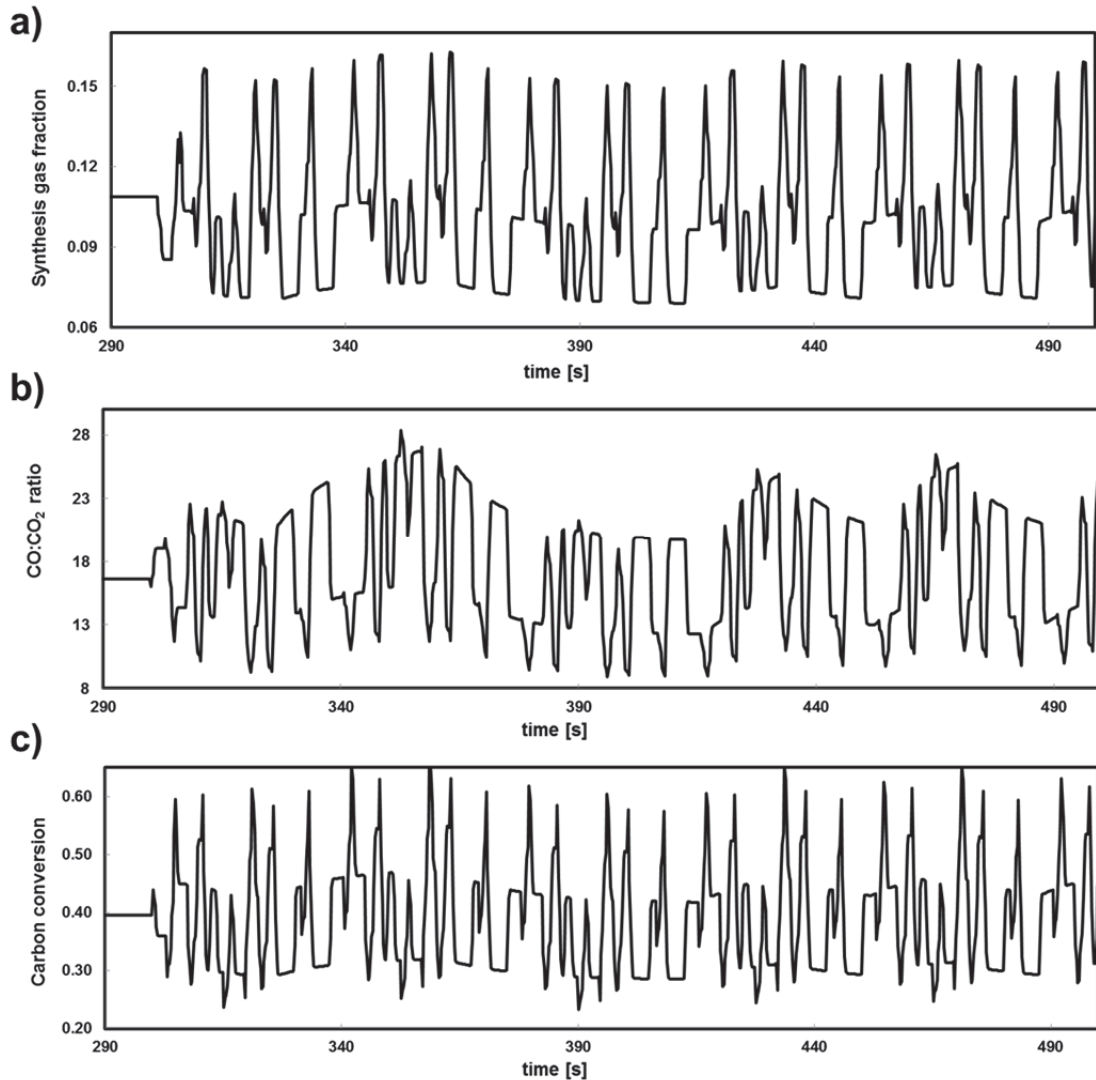 a)
Synthesis gas fraction
0.15
0.12
0.09
0.06
290 340 390 440 490
time [s]
b)
CO:CO₂ ratio
28
23
18
13
8
290 340 390 440 490
time [s]
c)
Carbon conversion
0.60
0.50
0.40
0.30
0.20
290 340 390 440 490
time [s]